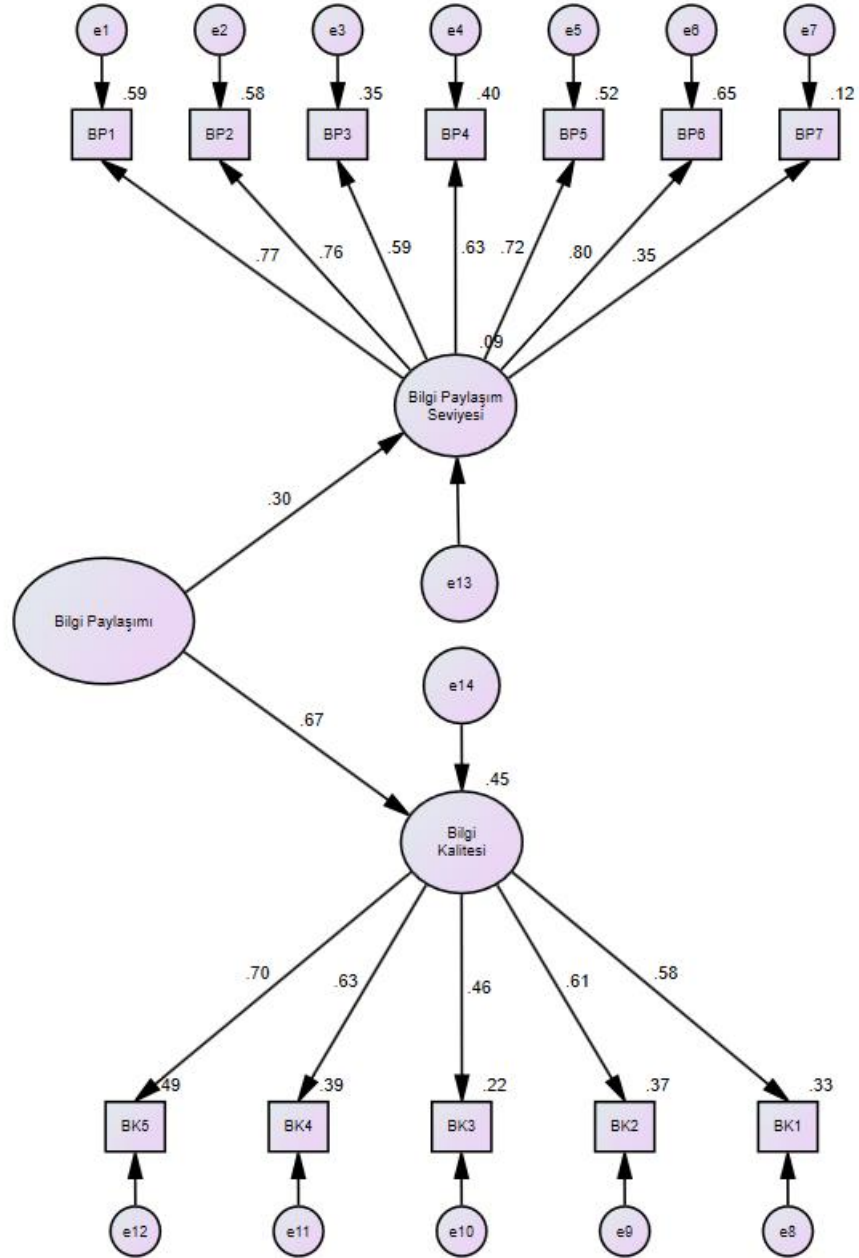 e1 e2 e3 e4 e5 e6 e7
.59 .58 .35 .40 .52 .65 .12
BP1 BP2 BP3 BP4 BP5 BP6 BP7
.77 .76 .59 .63 .72 .80 .35
.09
Bilgi Paylaşım
Seviyesi
.30
e13
Bilgi Paylaşımı
e14
.67
.45
Bilgi
Kalitesi
.70 .63 .46 .61 .58
.49 .39 .22 .37 .33
BK5 BK4 BK3 BK2 BK1
e12 e11 e10 e9 e8